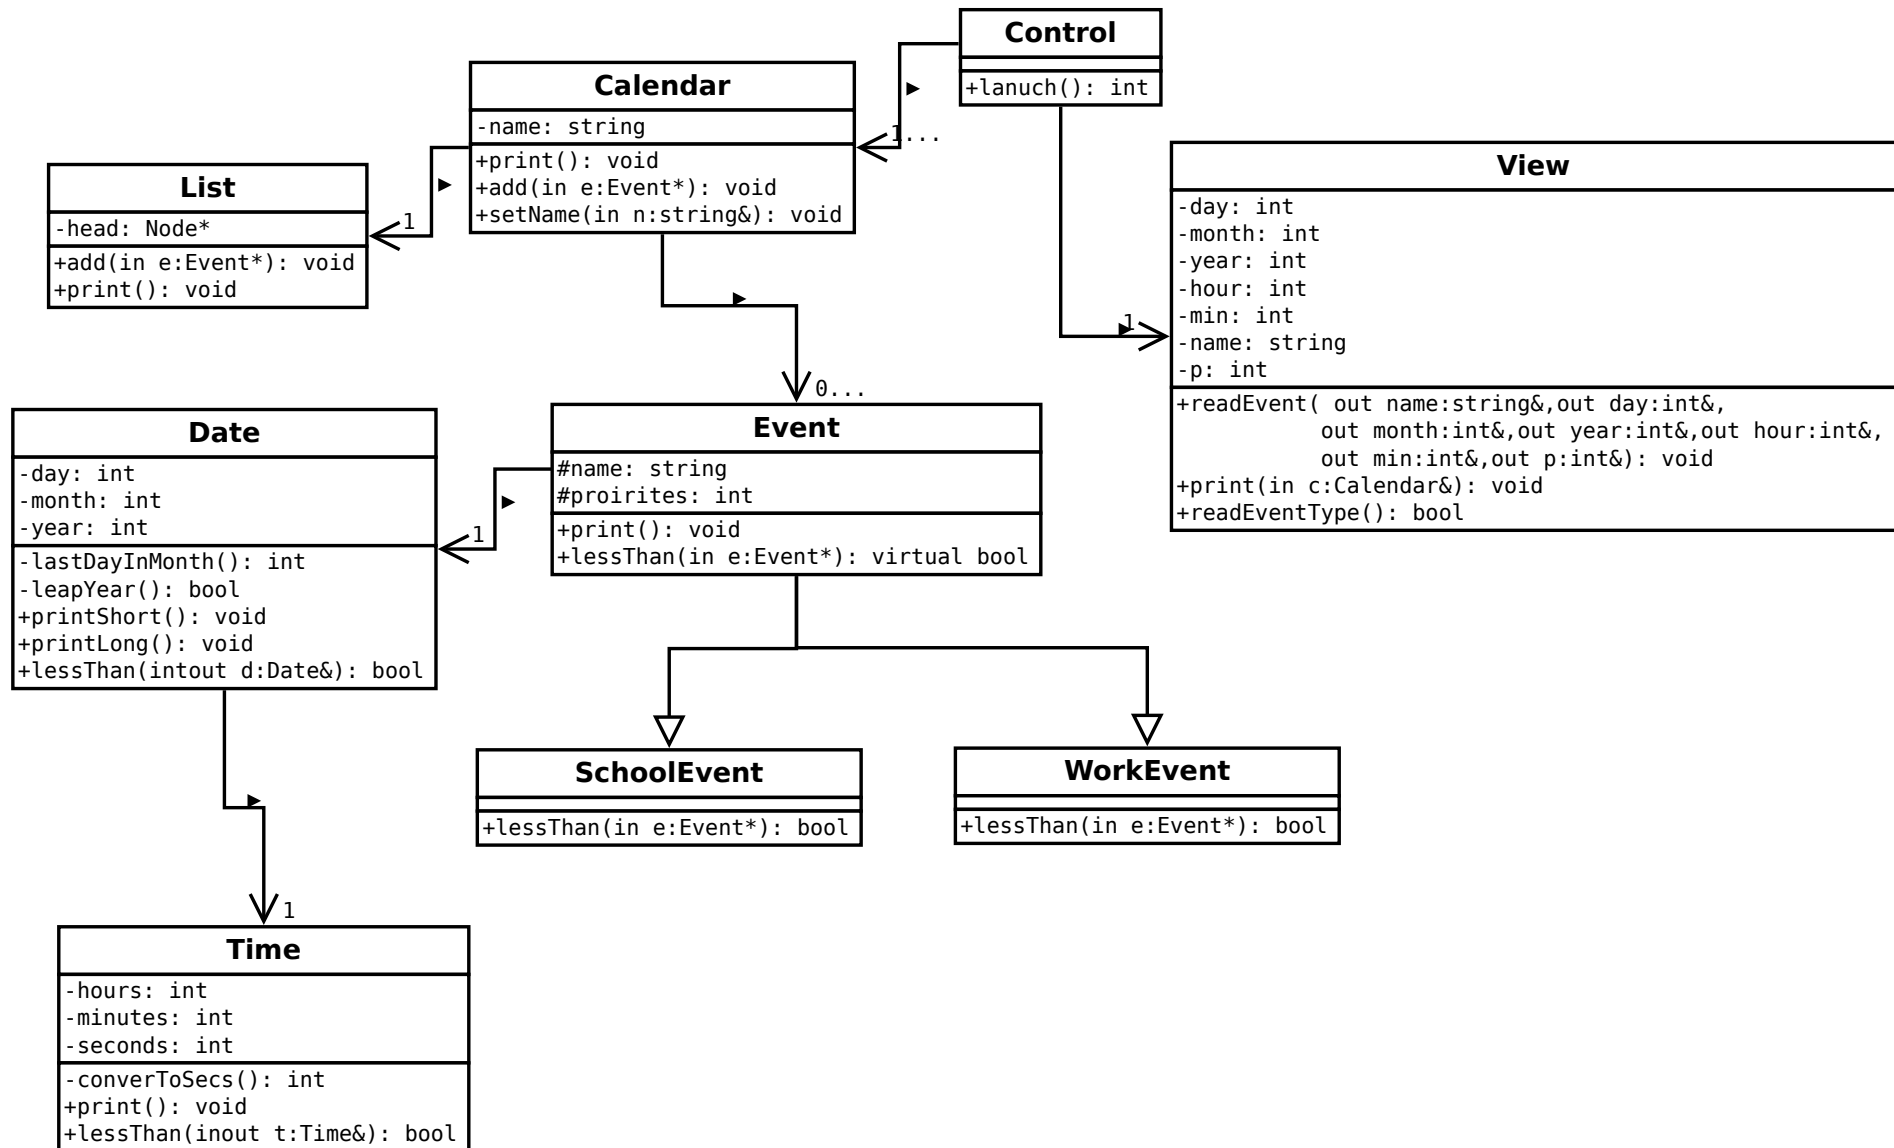 Control
+lanuch(): int
Calendar
-name: string
+print(): void
+add(in e:Event*): void
+setName(in n:string&): void
1...
List
-head: Node*
+add(in e:Event*): void
+print(): void
1
View
-day: int
-month: int
-year: int
-hour: int
-min: int
-name: string
-p: int
+readEvent( out name:string&,out day:int&,
out month:int&,out year:int&,out hour:int&,
out min:int&,out p:int&): void
+print(in c:Calendar&): void
+readEventType(): bool
1
0...
Date
-day: int
-month: int
-year: int
-lastDayInMonth(): int
-leapYear(): bool
+printShort(): void
+printLong(): void
+lessThan(intout d:Date&): bool
1
Event
#name: string
#proirites: int
+print(): void
+lessThan(in e:Event*): virtual bool
SchoolEvent
+lessThan(in e:Event*): bool
WorkEvent
+lessThan(in e:Event*): bool
1
Time
-hours: int
-minutes: int
-seconds: int
-converToSecs(): int
+print(): void
+lessThan(inout t:Time&): bool